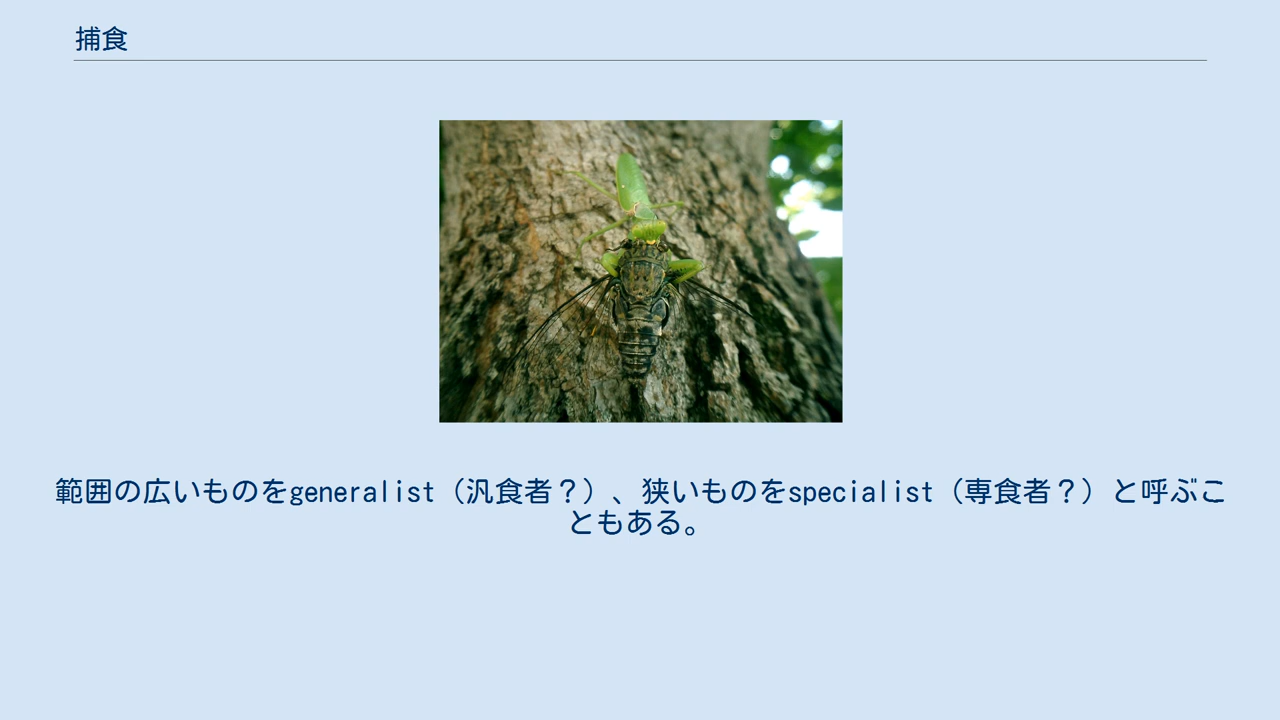 捕食
範囲の広いものをgeneralist（汎食者？）、狭いものをspecialist（専食者？）と呼ぶこ
ともある。